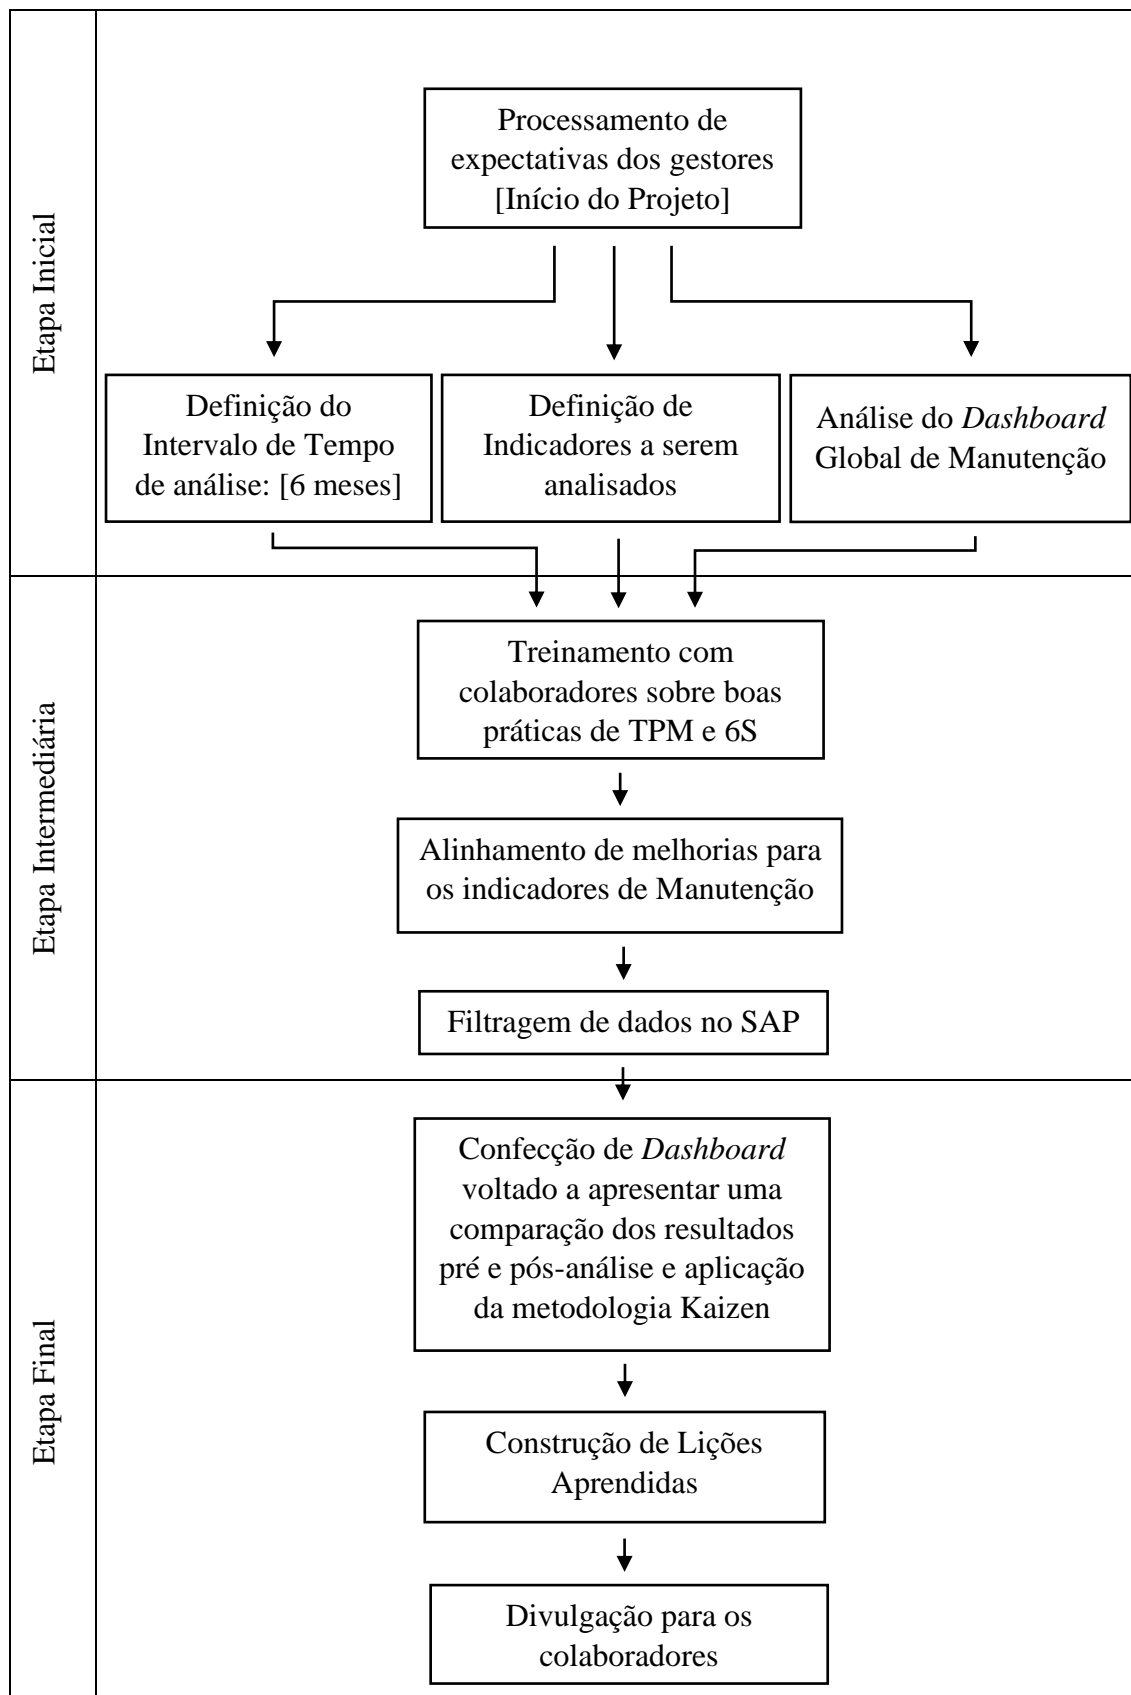 Etapa Inicial
Processamento de
expectativas dos gestores
[Início do Projeto]
Definição do
Intervalo de Tempo
de análise: [6 meses]
Definição de
Indicadores a serem
analisados
Análise do Dashboard
Global de Manutenção
Etapa Intermediária
Treinamento com
colaboradores sobre boas
práticas de TPM e 6S
Alinhamento de melhorias para
os indicadores de Manutenção
Filtragem de dados no SAP
Etapa Final
Confecção de Dashboard
voltado a apresentar uma
comparação dos resultados
pré e pós-análise e aplicação
da metodologia Kaizen
Construção de Lições
Aprendidas
Divulgação para os
colaboradores